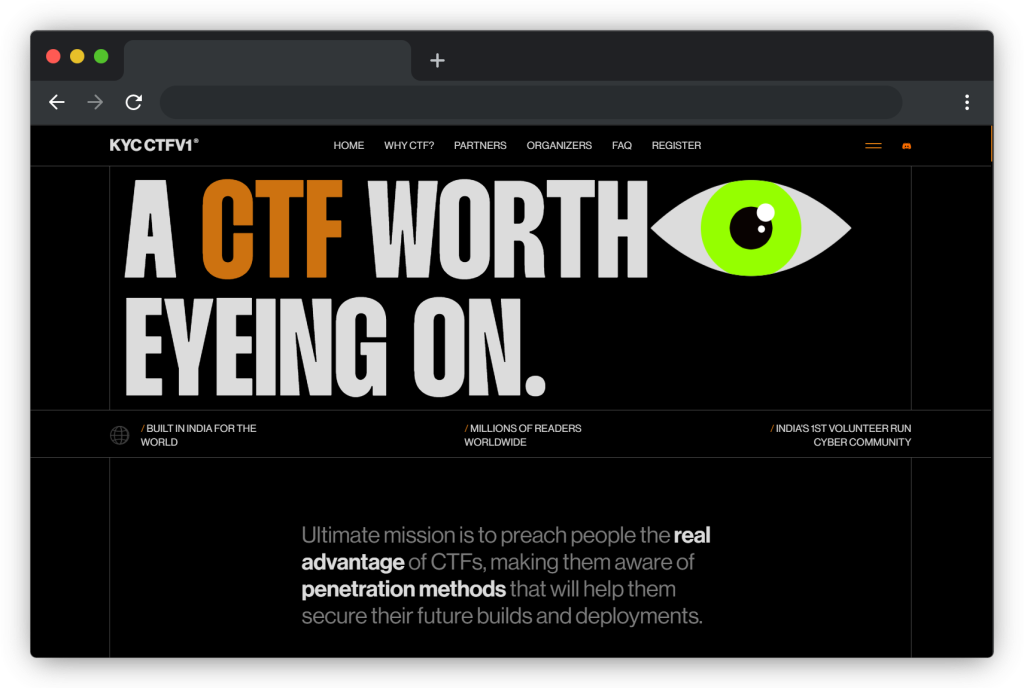 KYC CTFV1®
HOME WHY CTF? PARTNERS ORGANIZERS FAQ REGISTER
A CTF WORTH
EYEING ON.
/ BUILT IN INDIA FOR THE
WORLD
/ MILLIONS OF READERS
WORLDWIDE
/ INDIA'S 1ST VOLUNTEER RUN
CYBER COMMUNITY
Ultimate mission is to preach people the real
advantage of CTFs, making them aware of
penetration methods that will help them
secure their future builds and deployments.